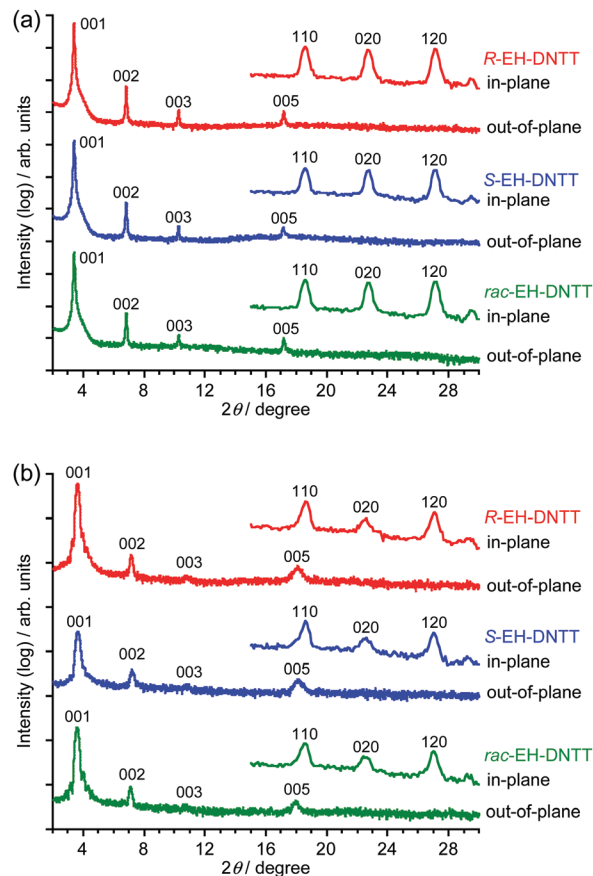 (a)
001
110 020 120
R-EH-DNTT
in-plane
002
003
005
out-of-plane
001
110 020 120
S-EH-DNTT
in-plane
002
003
005
out-of-plane
001
110 020 120
rac-EH-DNTT
in-plane
002
003
005
out-of-plane
Intensity (log) / arb. units
4 8 12 16 20 24 28
2θ / degree
(b)
001
110 020 120
R-EH-DNTT
in-plane
002
003
005
out-of-plane
001
110 020 120
S-EH-DNTT
in-plane
002
003
005
out-of-plane
001
110 020 120
rac-EH-DNTT
in-plane
002
003
005
out-of-plane
Intensity (log) / arb. units
4 8 12 16 20 24 28
2θ / degree